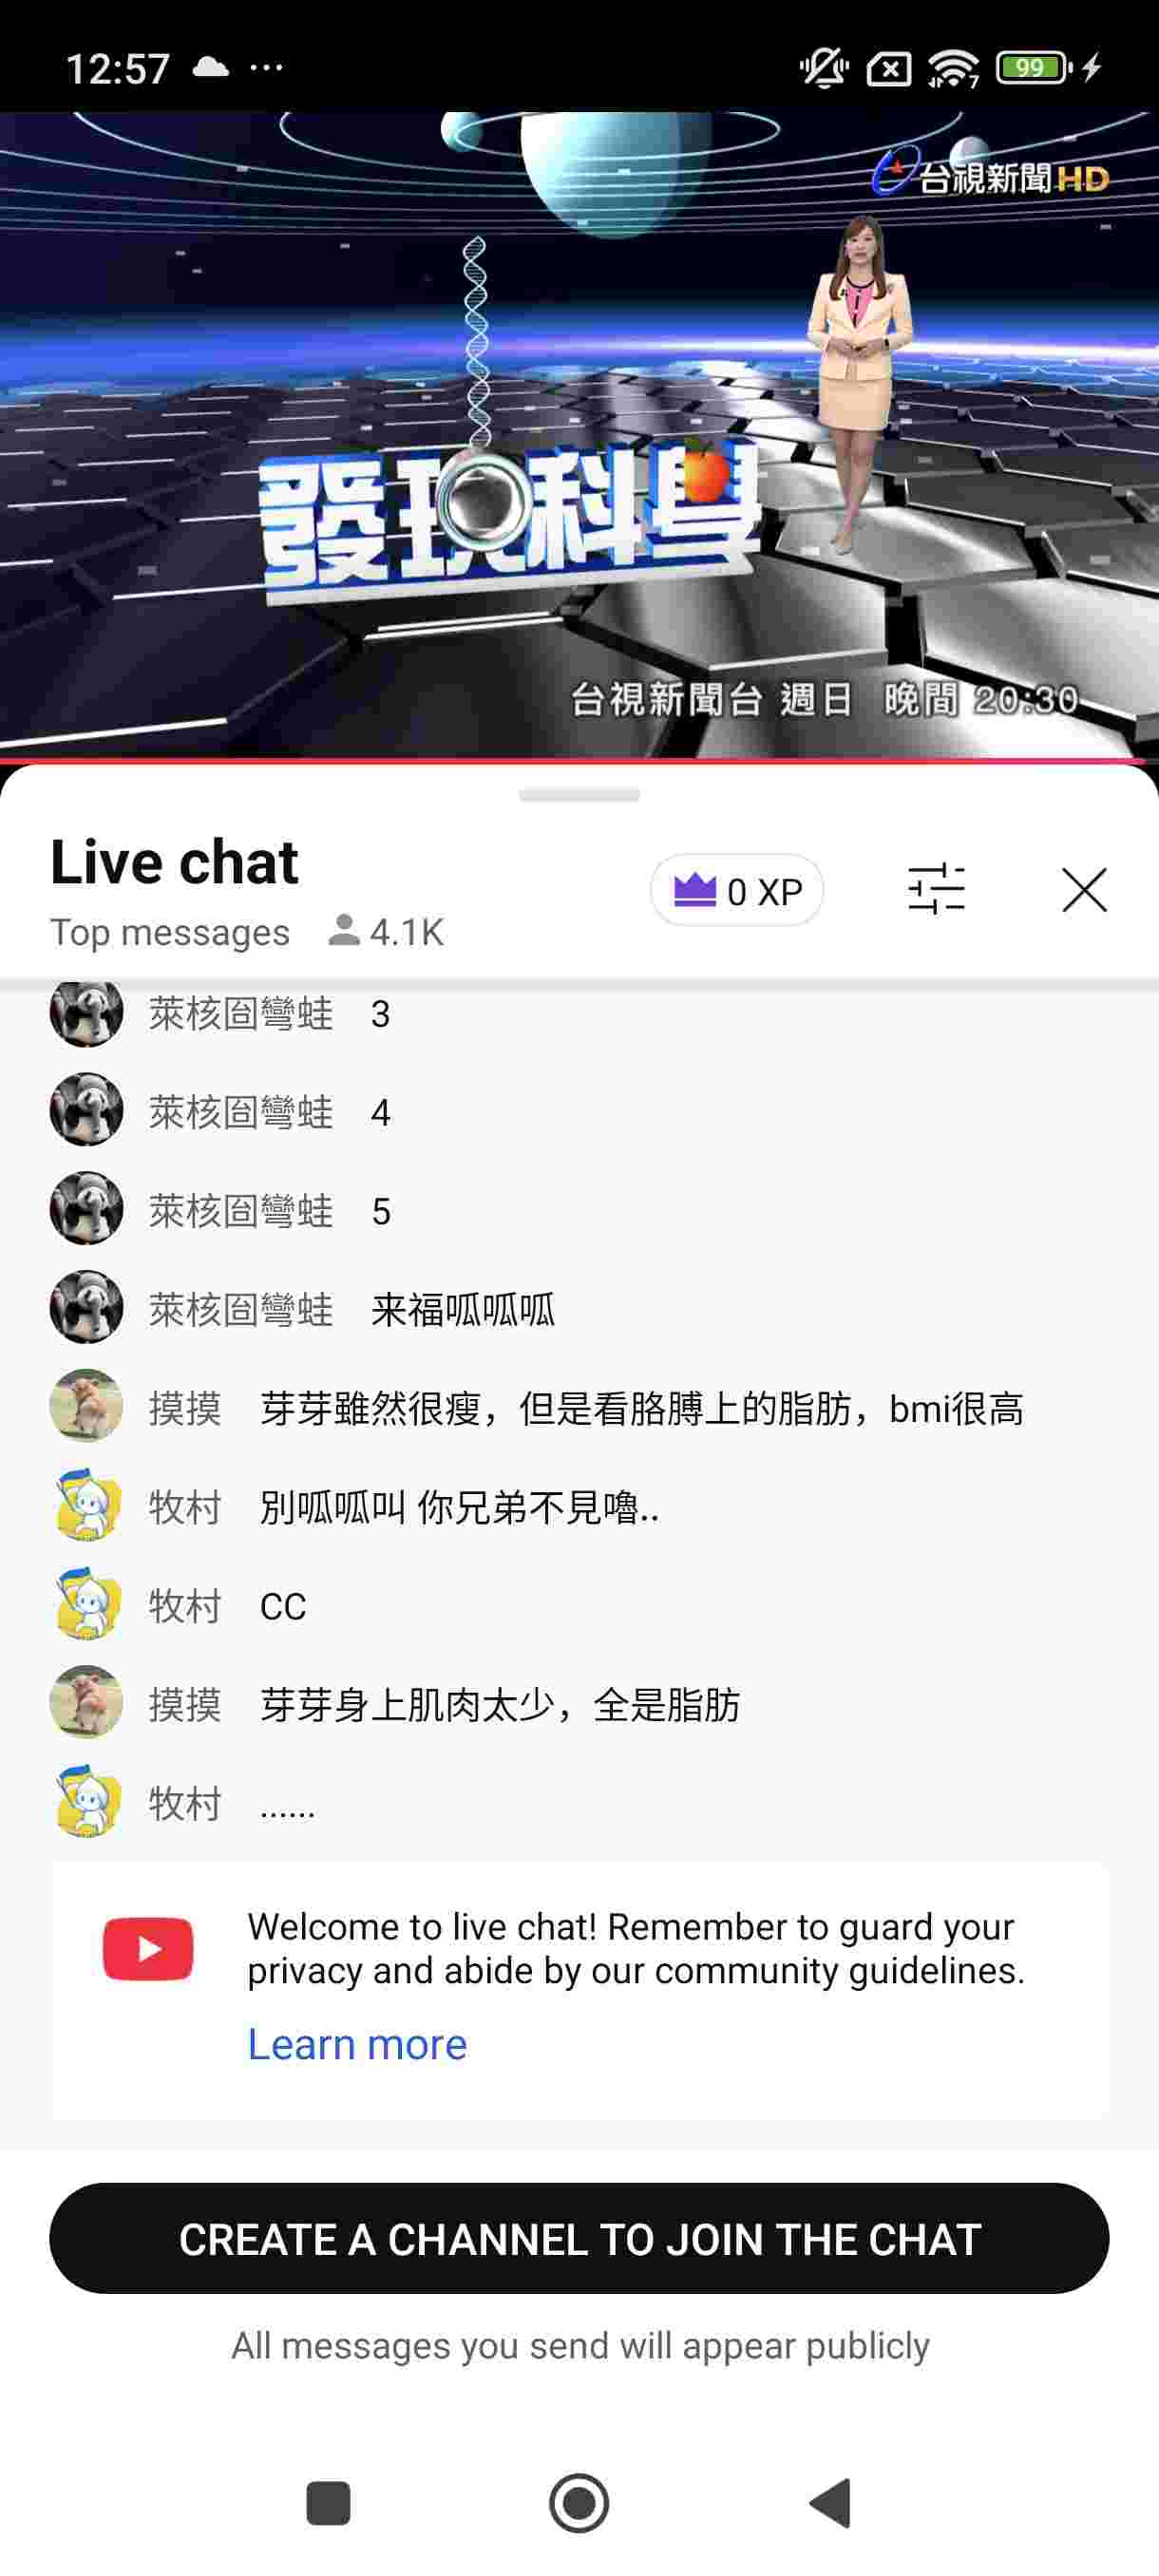 12:57
7
99
台視新聞HD
發現科學
台視新聞台 週日 晚間 20:30
Live chat
0 XP
Top messages 4.1K
萊核囼彎蛙 3
萊核囼彎蛙 4
萊核囼彎蛙 5
萊核囼彎蛙 来福呱呱呱
摸摸 芽芽雖然很瘦，但是看胳膊上的脂肪，bmi很高
牧村 別呱呱叫 你兄弟不見嚕..
牧村 CC
摸摸 芽芽身上肌肉太少，全是脂肪
牧村 ......
Welcome to live chat! Remember to guard your
privacy and abide by our community guidelines.
Learn more
CREATE A CHANNEL TO JOIN THE CHAT
All messages you send will appear publicly